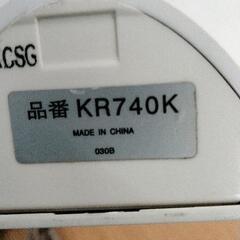 CSG
品番 KR740K
MADE IN CHINA
030B